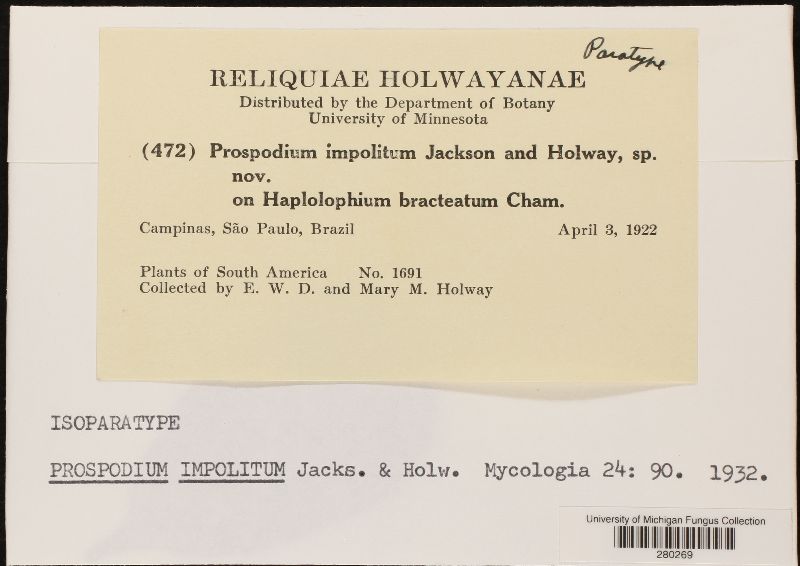 Paratype
RELIQUIAE HOLWAYANAE
Distributed by the Department of Botany
University of Minnesota
(472) Prospodium impolitum Jackson and Holway, sp.
nov.
on Haplolophium bracteatum Cham.
Campinas, São Paulo, Brazil April 3, 1922
Plants of South America No. 1691
Collected by E. W. D. and Mary M. Holway
ISOPARATYPE
PROSPODIUM IMPOLITUM Jacks. & Holw. Mycologia 24: 90. 1932.
University of Michigan Fungus Collection
280269